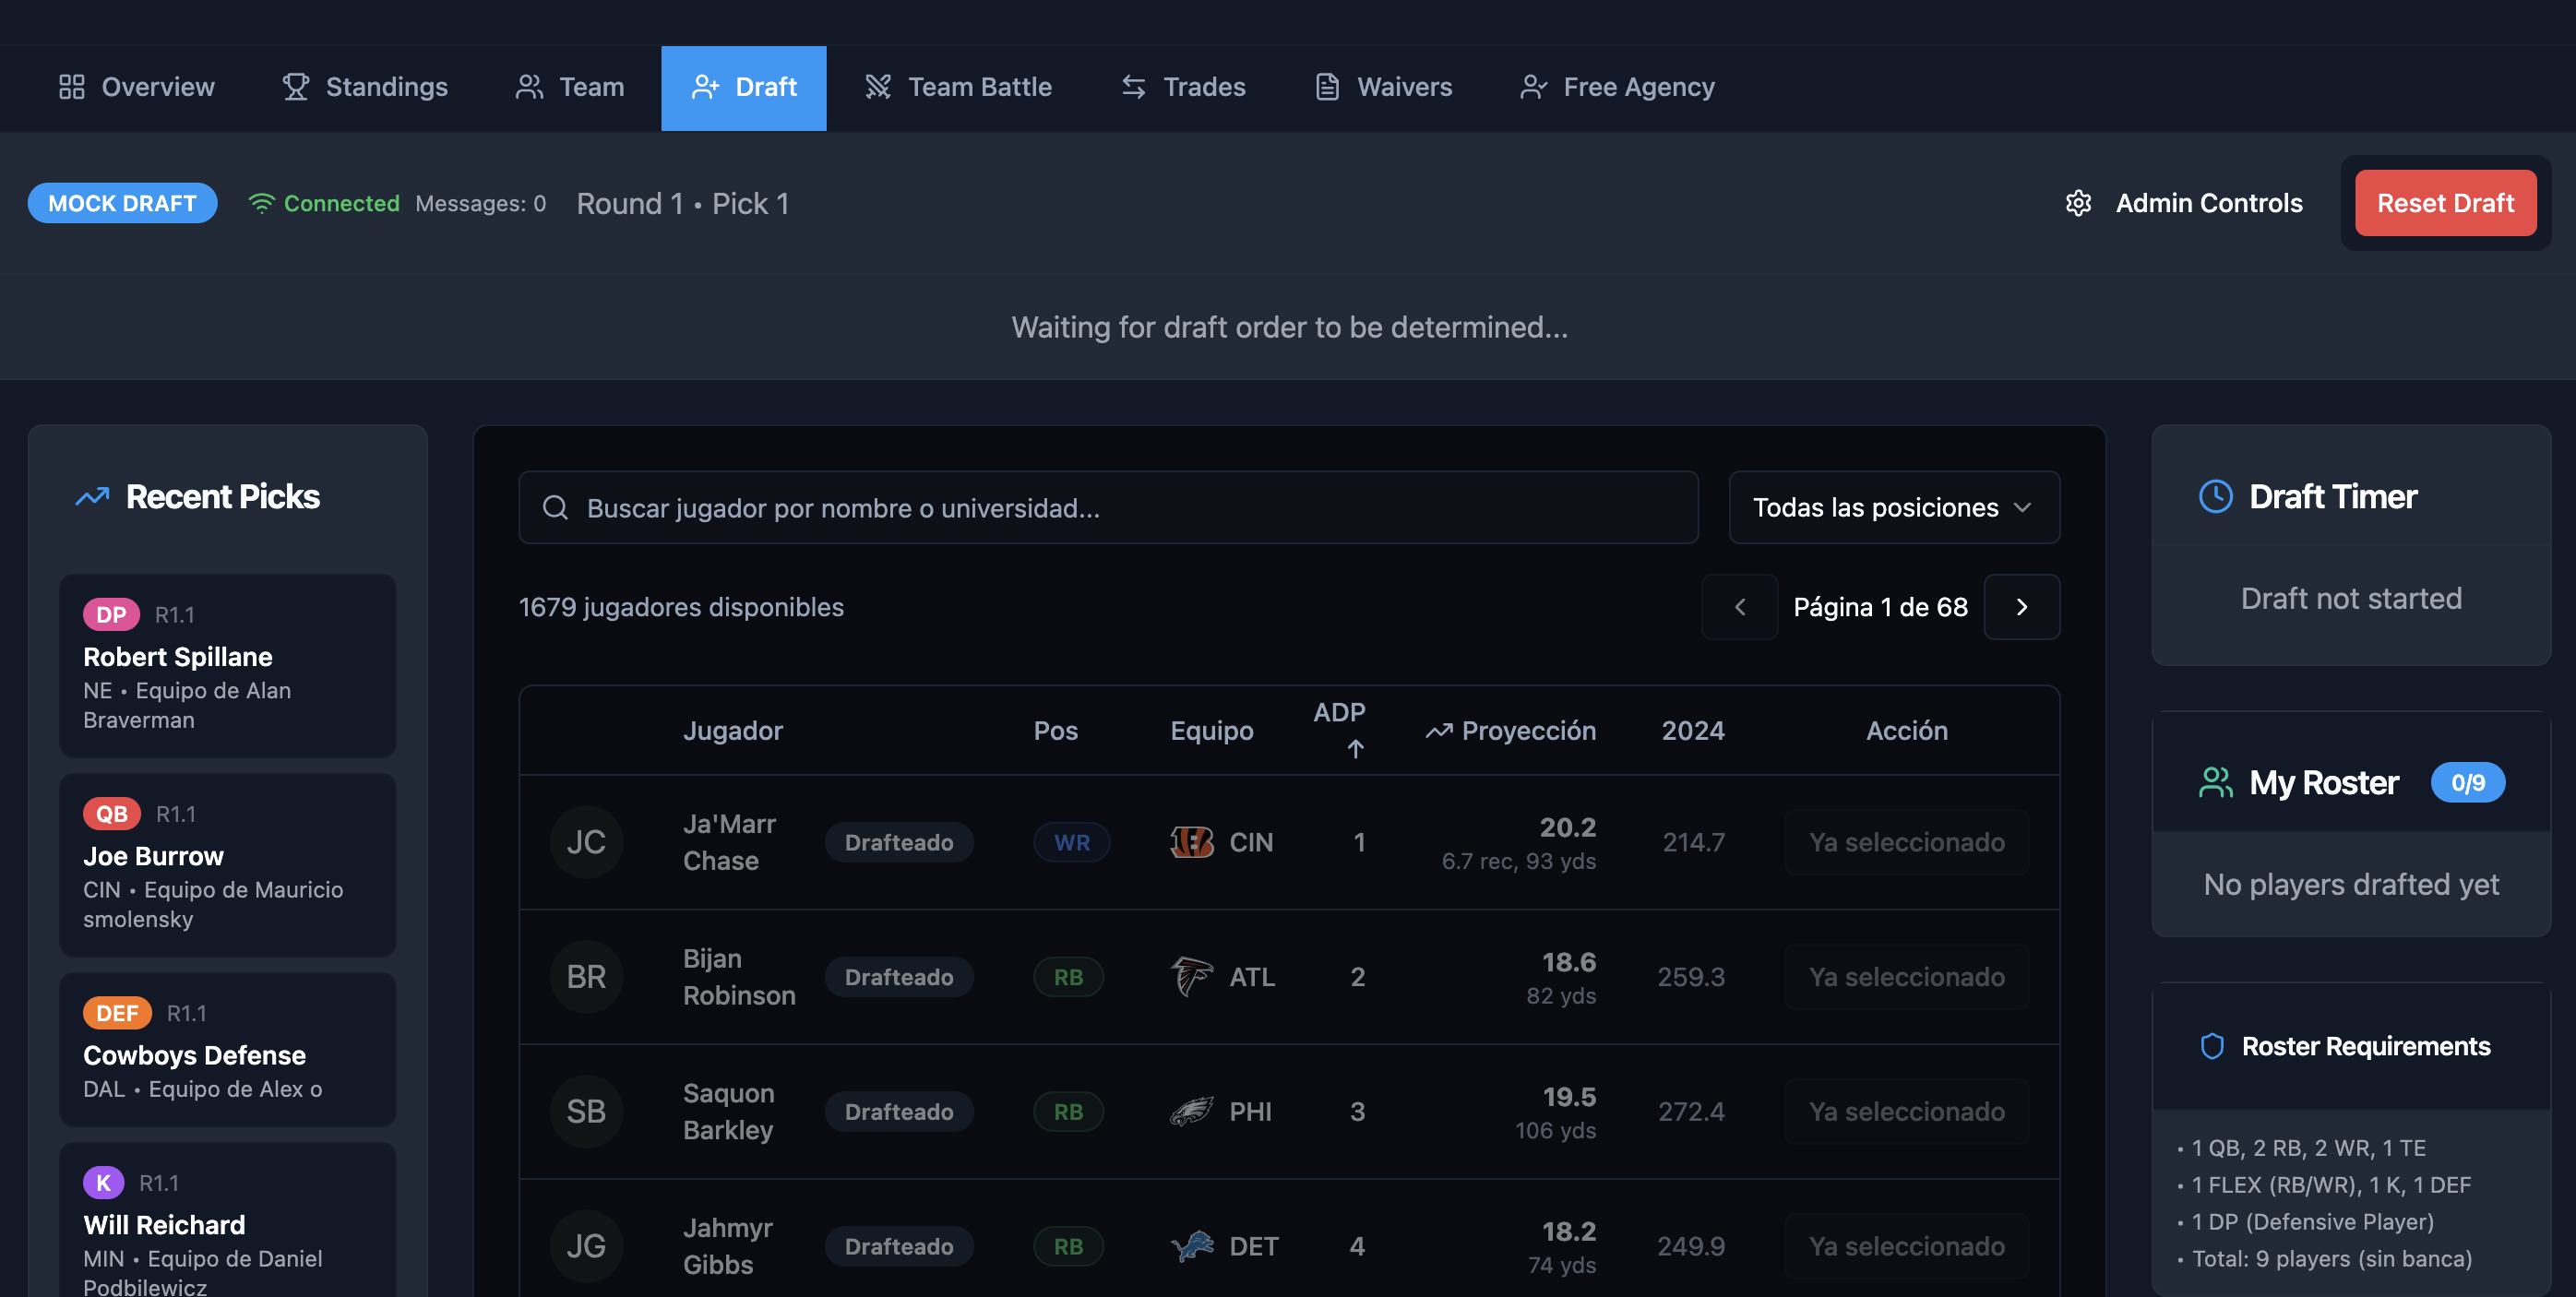 Overview Standings Team Draft Team Battle Trades Waivers Free Agency
MOCK DRAFT Connected Messages: 0 Round 1 • Pick 1 Admin Controls Reset Draft
Waiting for draft order to be determined...
Recent Picks
DP R1.1
Robert Spillane
NE • Equipo de Alan
Braverman
QB R1.1
Joe Burrow
CIN • Equipo de Mauricio
smolensky
DEF R1.1
Cowboys Defense
DAL • Equipo de Alex o
K R1.1
Will Reichard
MIN • Equipo de Daniel
Podbilewicz
Buscar jugador por nombre o universidad... Todas las posiciones
1679 jugadores disponibles Página 1 de 68
Jugador Pos Equipo ADP ↑ Proyección 2024 Acción
JC Ja'Marr Chase Drafteado WR CIN 1 20.2 214.7 Ya seleccionado
6.7 rec, 93 yds
BR Bijan Robinson Drafteado RB ATL 2 18.6 259.3 Ya seleccionado
82 yds
SB Saquon Barkley Drafteado RB PHI 3 19.5 272.4 Ya seleccionado
106 yds
JG Jahmyr Gibbs Drafteado RB DET 4 18.2 249.9 Ya seleccionado
74 yds
Draft Timer
Draft not started
My Roster 0/9
No players drafted yet
Roster Requirements
• 1 QB, 2 RB, 2 WR, 1 TE
• 1 FLEX (RB/WR), 1 K, 1 DEF
• 1 DP (Defensive Player)
• Total: 9 players (sin banca)